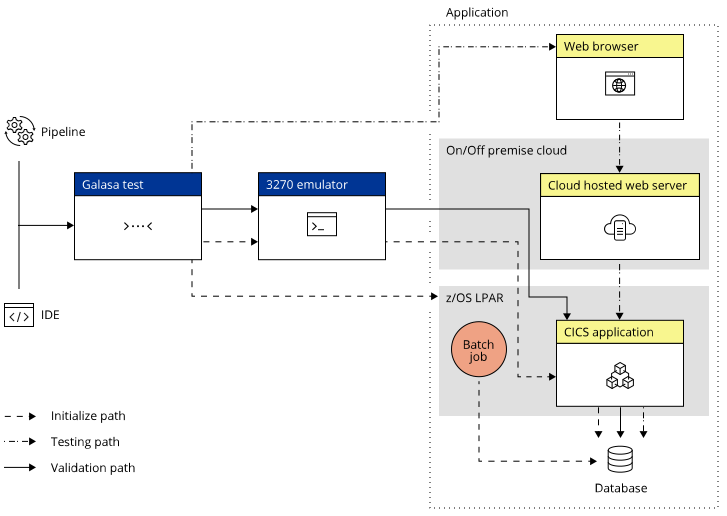 Application
Web browser
Pipeline
On/Off premise cloud
Galasa test
3270 emulator
Cloud hosted web server
z/OS LPAR
IDE
CICS application
Batch
job
Initialize path
Testing path
Validation path
Database